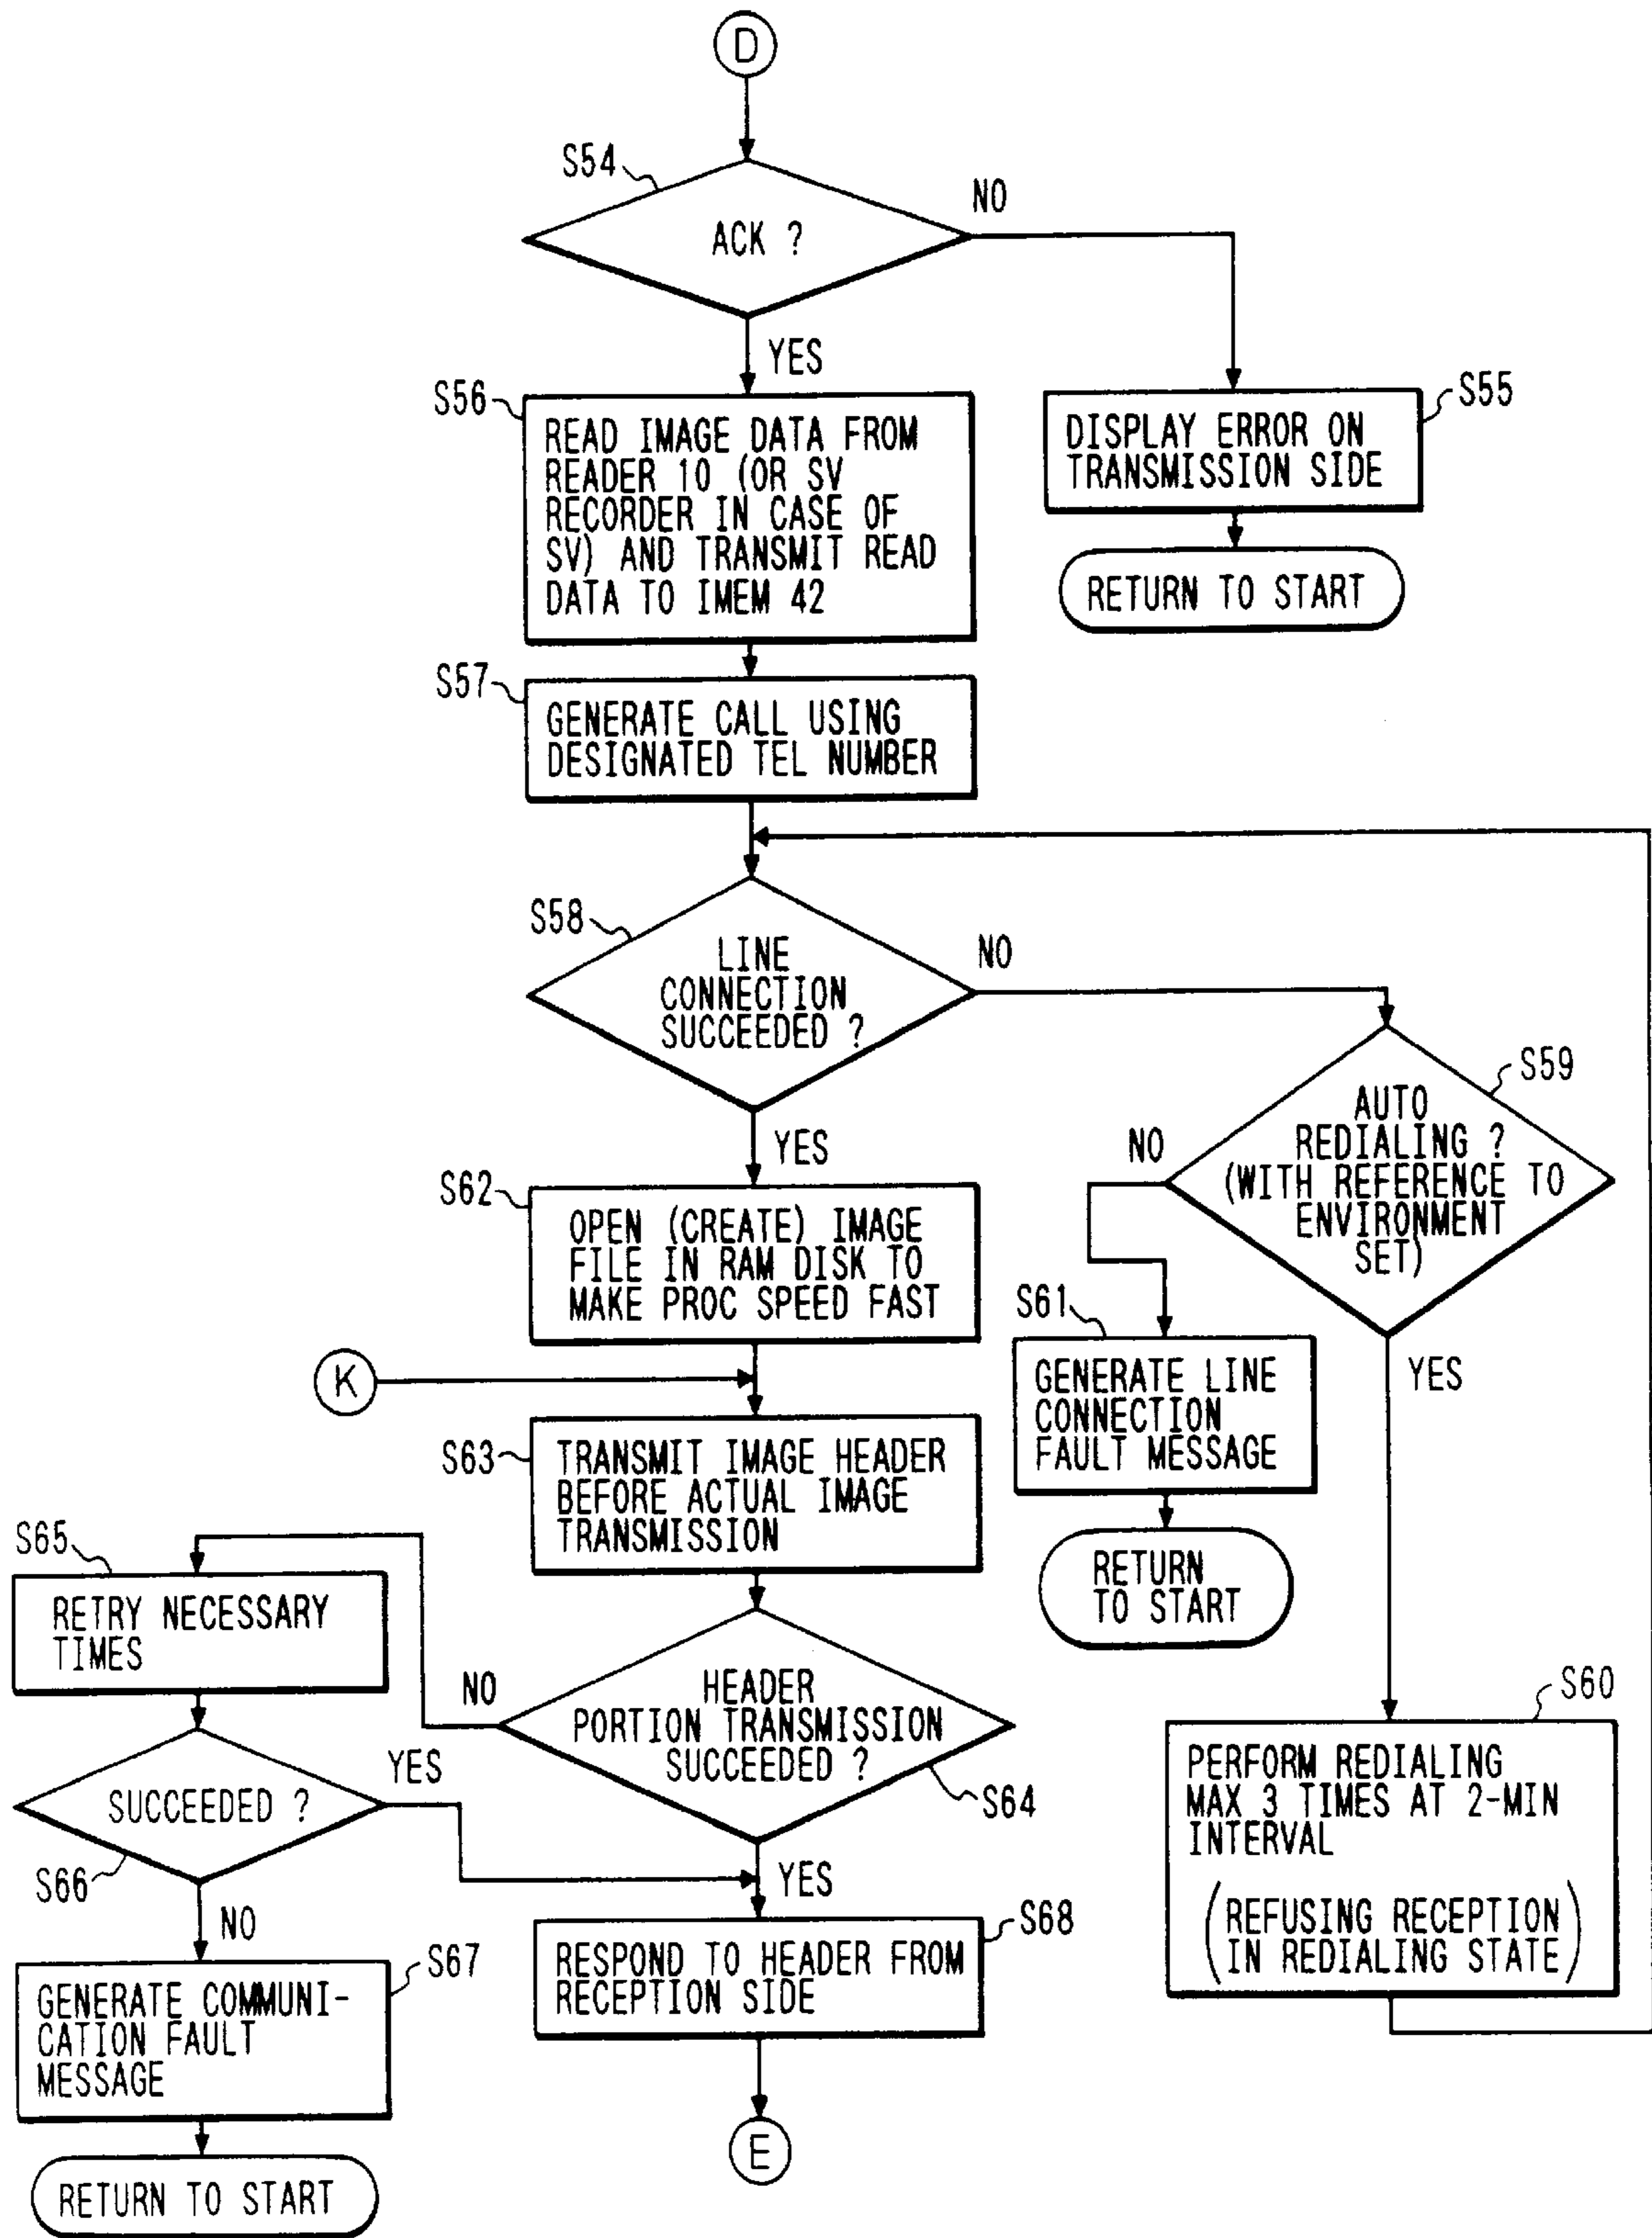 D
S54
ACK ?
NO
YES
S56
READ IMAGE DATA FROM
READER 10 (OR SV
RECORDER IN CASE OF
SV) AND TRANSMIT READ
DATA TO IMEM 42
S55
DISPLAY ERROR ON
TRANSMISSION SIDE
RETURN TO START
S57
GENERATE CALL USING
DESIGNATED TEL NUMBER
S58
LINE
CONNECTION
SUCCEEDED ?
NO
YES
S59
AUTO
REDIALING ?
(WITH REFERENCE TO
ENVIRONMENT
SET)
NO
YES
S62
OPEN (CREATE) IMAGE
FILE IN RAM DISK TO
MAKE PROC SPEED FAST
S61
GENERATE LINE
CONNECTION
FAULT MESSAGE
RETURN
TO START
K
S63
TRANSMIT IMAGE HEADER
BEFORE ACTUAL IMAGE
TRANSMISSION
S65
RETRY NECESSARY
TIMES
NO
HEADER
PORTION TRANSMISSION
SUCCEEDED ?
S64
YES
S60
PERFORM REDIALING
MAX 3 TIMES AT 2-MIN
INTERVAL
(REFUSING RECEPTION
IN REDIALING STATE)
SUCCEEDED ?
YES
S66
NO
S67
GENERATE COMMUNI-
CATION FAULT
MESSAGE
RETURN TO START
S68
RESPOND TO HEADER FROM
RECEPTION SIDE
E